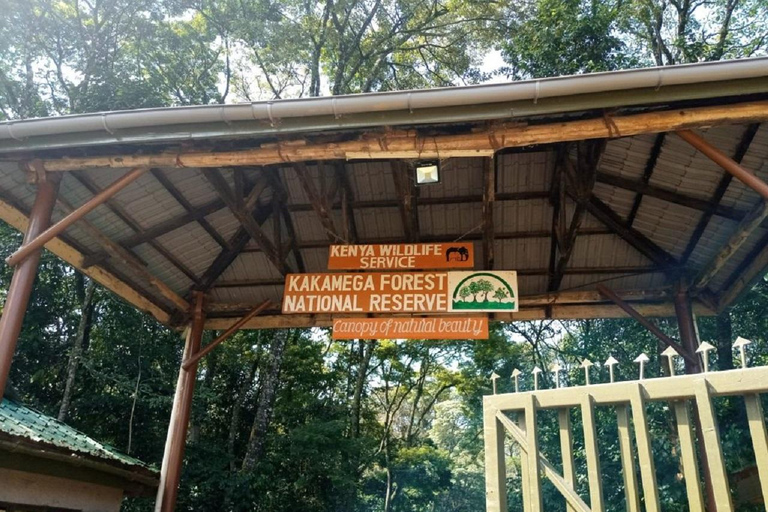 KENYA WILDLIFE
SERVICE
KAKAMEGA FOREST
NATIONAL RESERVE
Canopy of natural beauty